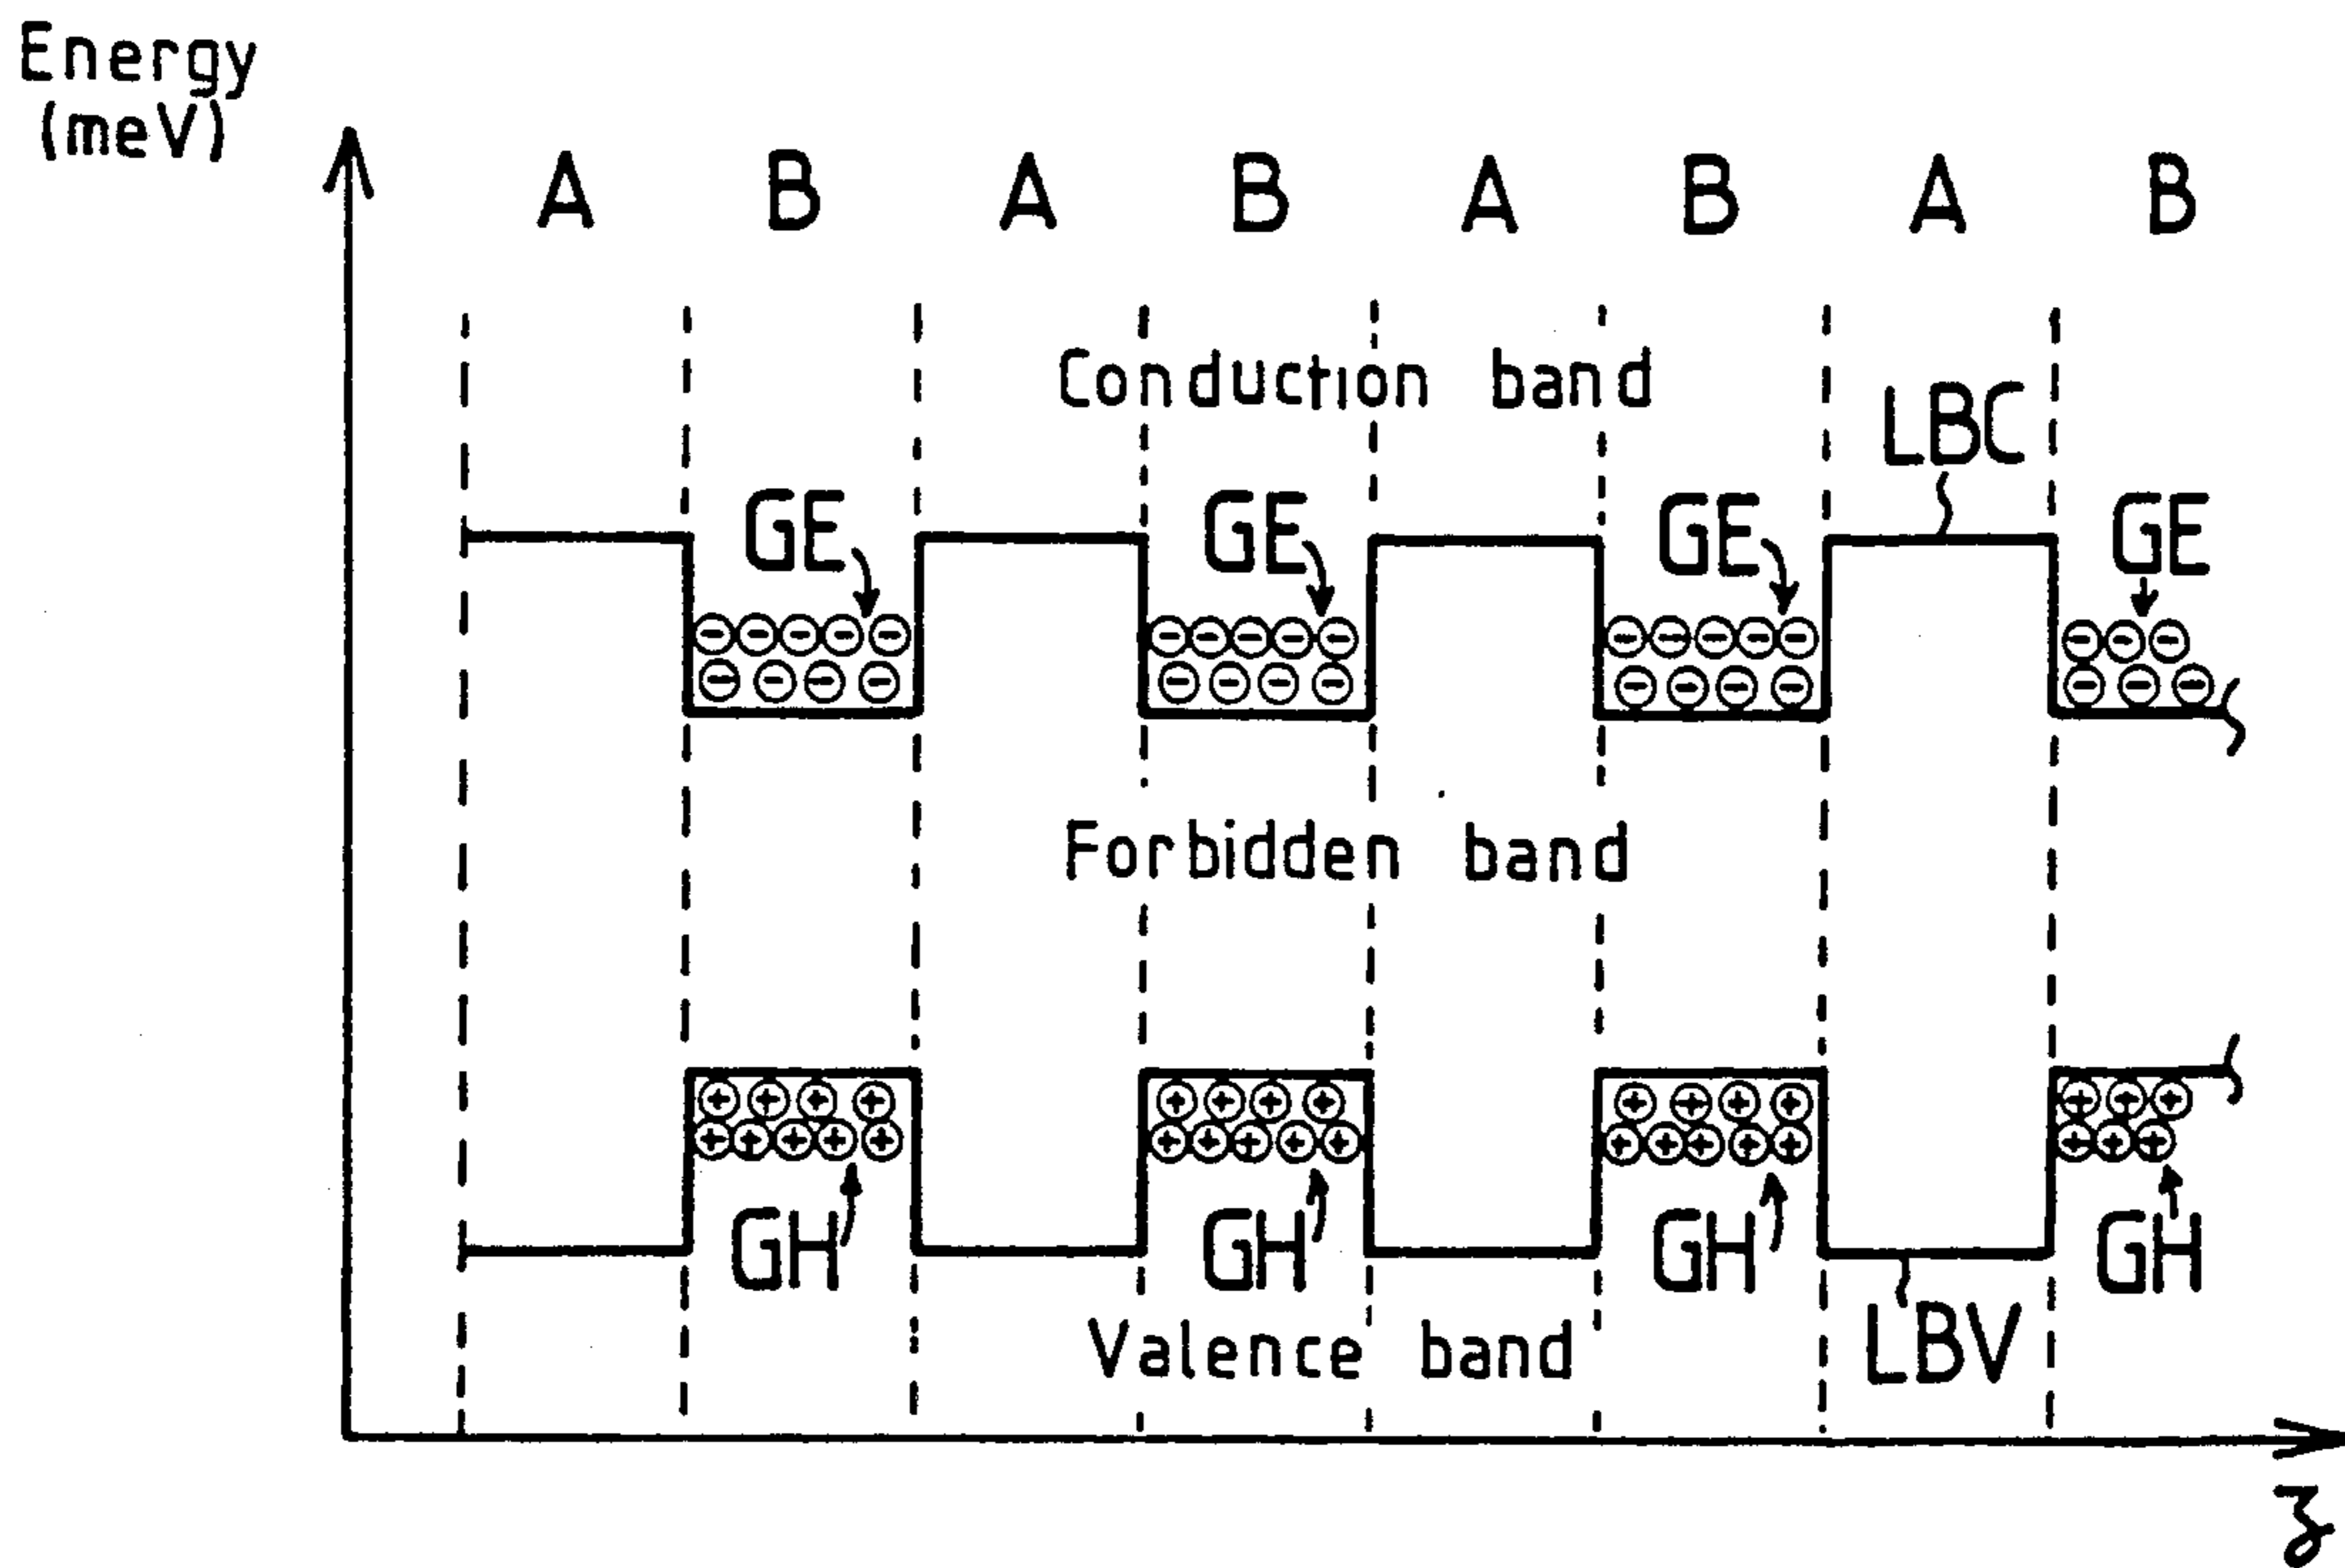 Energy
(meV)
A B A B A B A B
Conduction band
LBC
GE GE GE GE
⊖⊖⊖⊖⊖ ⊖⊖⊖⊖⊖ ⊖⊖⊖⊖⊖ ⊖⊖⊖
⊖⊖⊖⊖ ⊖⊖⊖⊖ ⊖⊖⊖⊖ ⊖⊖⊖
Forbidden band
⊕⊕⊕⊕ ⊕⊕⊕⊕ ⊕⊕⊕⊕ ⊕⊕⊕
⊕⊕⊕⊕⊕ ⊕⊕⊕⊕⊕ ⊕⊕⊕⊕⊕ ⊕⊕⊕
GH GH GH GH
Valence band
LBV
z